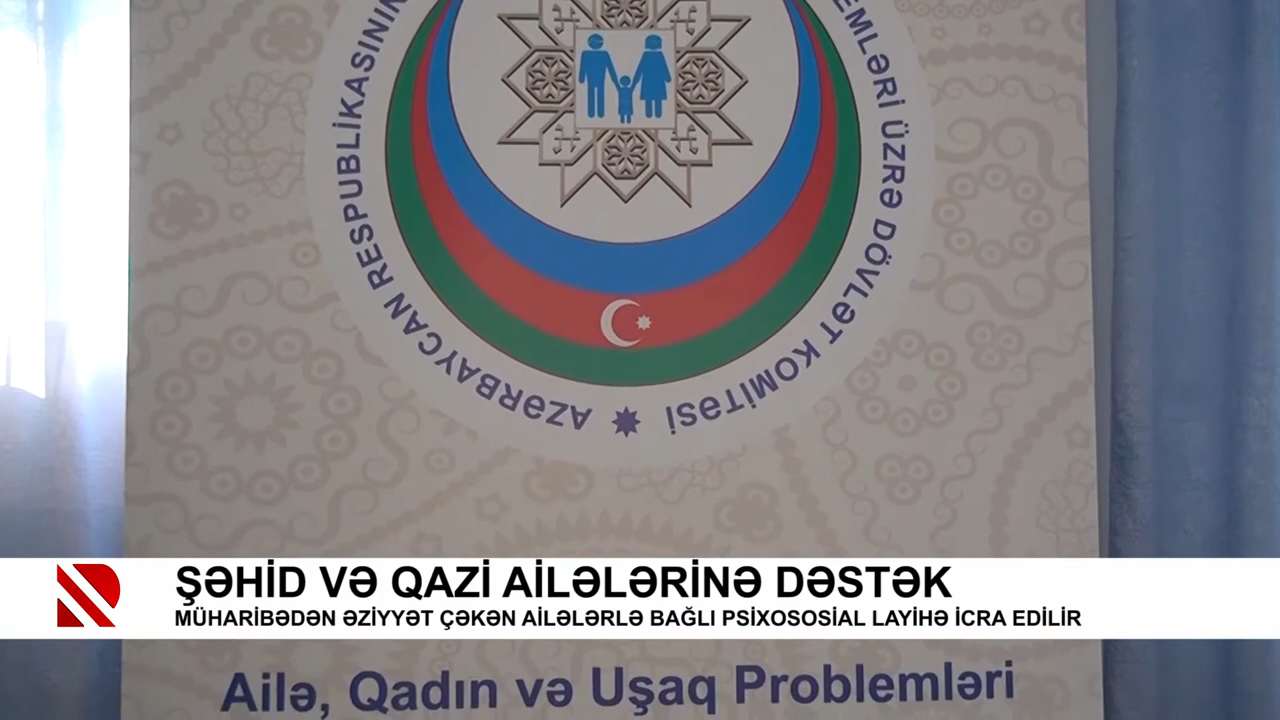 AZƏRBAYCAN RESPUBLİKASININ
ÜZRƏ DÖVLƏT KOMİTƏSİ
ŞƏHİD VƏ QAZİ AİLƏLƏRİNƏ DƏSTƏK
MÜHARİBƏDƏN ƏZİYYƏT ÇƏKƏN AİLƏLƏRLƏ BAĞLI PSİXOSOSİAL LAYİHƏ İCRA EDİLİR
Ailə, Qadın və Uşaq Problemləri